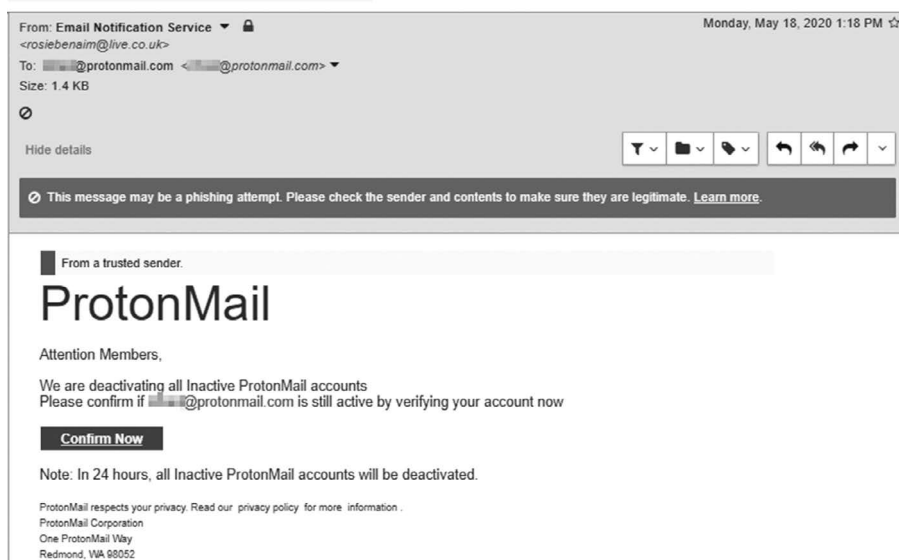 From: Email Notification Service
Monday, May 18, 2020 1:18 PM
<rosiebenaim@live.co.uk>
To: @protonmail.com < @protonmail.com>
Size: 1.4 KB
Hide details
This message may be a phishing attempt. Please check the sender and contents to make sure they are legitimate. Learn more.
From a trusted sender.
ProtonMail
Attention Members,
We are deactivating all Inactive ProtonMail accounts
Please confirm if @protonmail.com is still active by verifying your account now
Confirm Now
Note: In 24 hours, all Inactive ProtonMail accounts will be deactivated.
ProtonMail respects your privacy. Read our privacy policy for more information .
ProtonMail Corporation
One ProtonMail Way
Redmond, WA 98052